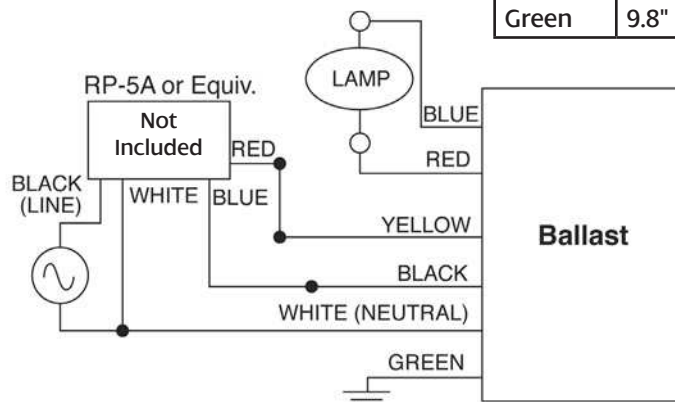 Green 9.8"
LAMP
RP-5A or Equiv.
Not
Included
BLUE
RED
RED
BLACK
(LINE)
WHITE
BLUE
YELLOW
Ballast
BLACK
WHITE (NEUTRAL)
GREEN